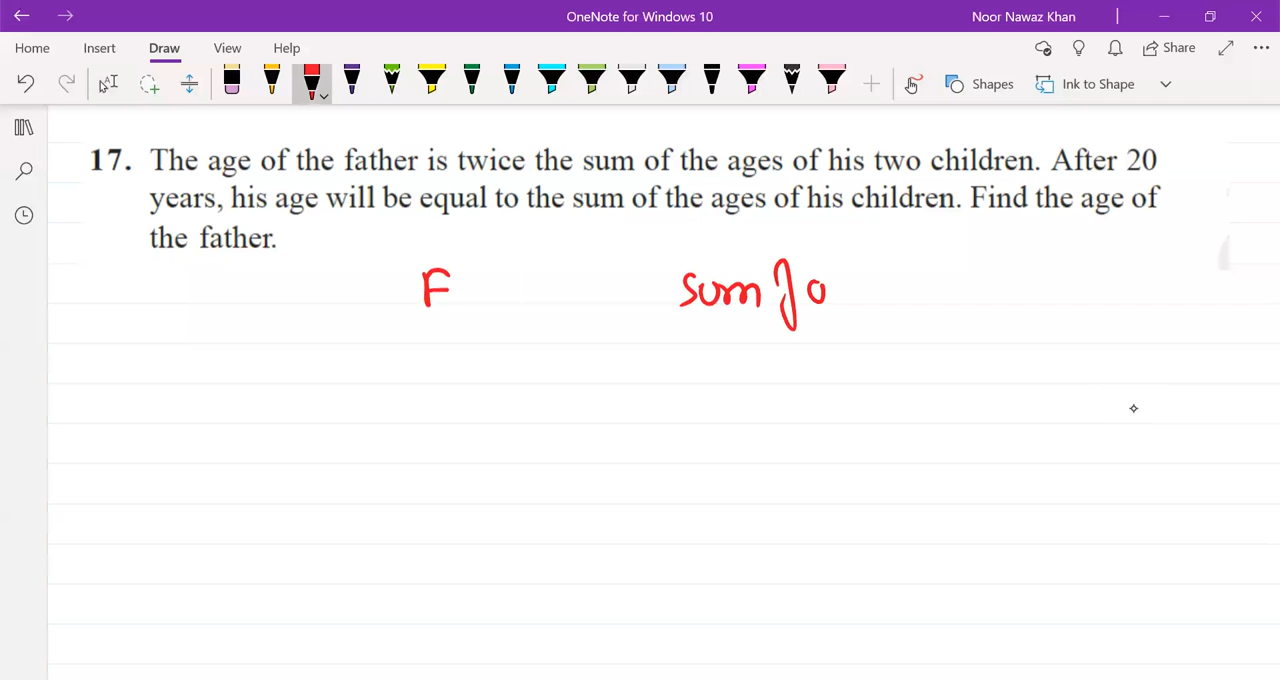 OneNote for Windows 10
Noor Nawaz Khan
Home Insert Draw View Help
Share
Shapes
Ink to Shape
17. The age of the father is twice the sum of the ages of his two children. After 20
years, his age will be equal to the sum of the ages of his children. Find the age of
the father.
F sum of o